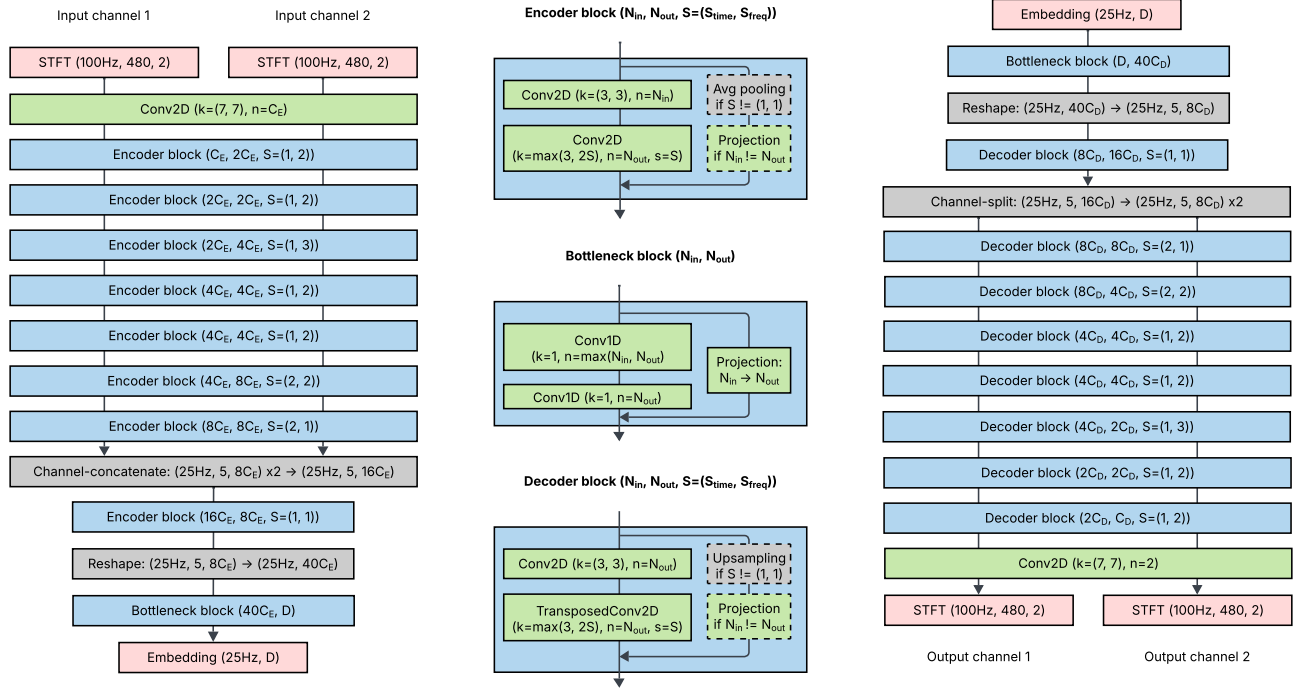 Input channel 1
Input channel 2
STFT (100Hz, 480, 2)
STFT (100Hz, 480, 2)
Conv2D (k=(7, 7), n=C_E)
Encoder block (C_E, 2C_E, S=(1, 2))
Encoder block (2C_E, 2C_E, S=(1, 2))
Encoder block (2C_E, 4C_E, S=(1, 3))
Encoder block (4C_E, 4C_E, S=(1, 2))
Encoder block (4C_E, 4C_E, S=(1, 2))
Encoder block (4C_E, 8C_E, S=(2, 2))
Encoder block (8C_E, 8C_E, S=(2, 1))
Channel-concatenate: (25Hz, 5, 8C_E) x2 → (25Hz, 5, 16C_E)
Encoder block (16C_E, 8C_E, S=(1, 1))
Reshape: (25Hz, 5, 8C_E) → (25Hz, 40C_E)
Bottleneck block (40C_E, D)
Embedding (25Hz, D)
Encoder block (N_in, N_out, S=(S_time, S_freq))
Conv2D (k=(3, 3), n=N_in)
Conv2D
(k=max(3, 2S), n=N_out, s=S)
Avg pooling
if S != (1, 1)
Projection
if N_in != N_out
Bottleneck block (N_in, N_out)
Conv1D
(k=1, n=max(N_in, N_out)
Conv1D (k=1, n=N_out)
Projection:
N_in → N_out
Decoder block (N_in, N_out, S=(S_time, S_freq))
Conv2D (k=(3, 3), n=N_out)
TransposedConv2D
(k=max(3, 2S), n=N_out, s=S)
Upsampling
if S != (1, 1)
Projection
if N_in != N_out
Embedding (25Hz, D)
Bottleneck block (D, 40C_D)
Reshape: (25Hz, 40C_D) → (25Hz, 5, 8C_D)
Decoder block (8C_D, 16C_D, S=(1, 1))
Channel-split: (25Hz, 5, 16C_D) → (25Hz, 5, 8C_D) x2
Decoder block (8C_D, 8C_D, S=(2, 1))
Decoder block (8C_D, 4C_D, S=(2, 2))
Decoder block (4C_D, 4C_D, S=(1, 2))
Decoder block (4C_D, 4C_D, S=(1, 2))
Decoder block (4C_D, 2C_D, S=(1, 3))
Decoder block (2C_D, 2C_D, S=(1, 2))
Decoder block (2C_D, C_D, S=(1, 2))
Conv2D (k=(7, 7), n=2)
STFT (100Hz, 480, 2)
STFT (100Hz, 480, 2)
Output channel 1
Output channel 2